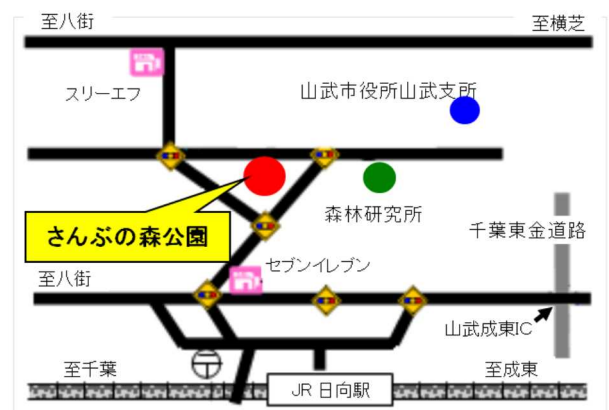 至八街
至横芝
スリーエフ
山武市役所山武支所
さんぶの森公園
森林研究所
千葉東金道路
セブンイレブン
至八街
山武成東IC
至千葉
至成東
JR 日向駅